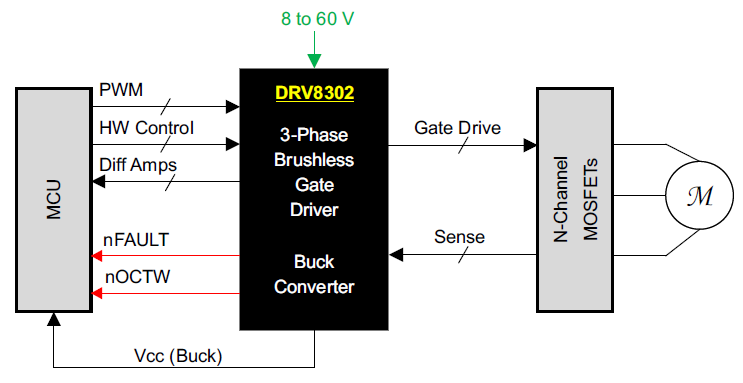 8 to 60 V
DRV8302
3-Phase
Brushless
Gate
Driver
Buck
Converter
MCU
PWM
HW Control
Diff Amps
nFAULT
nOCTW
Vcc (Buck)
Gate Drive
Sense
N-Channel
MOSFETs
M